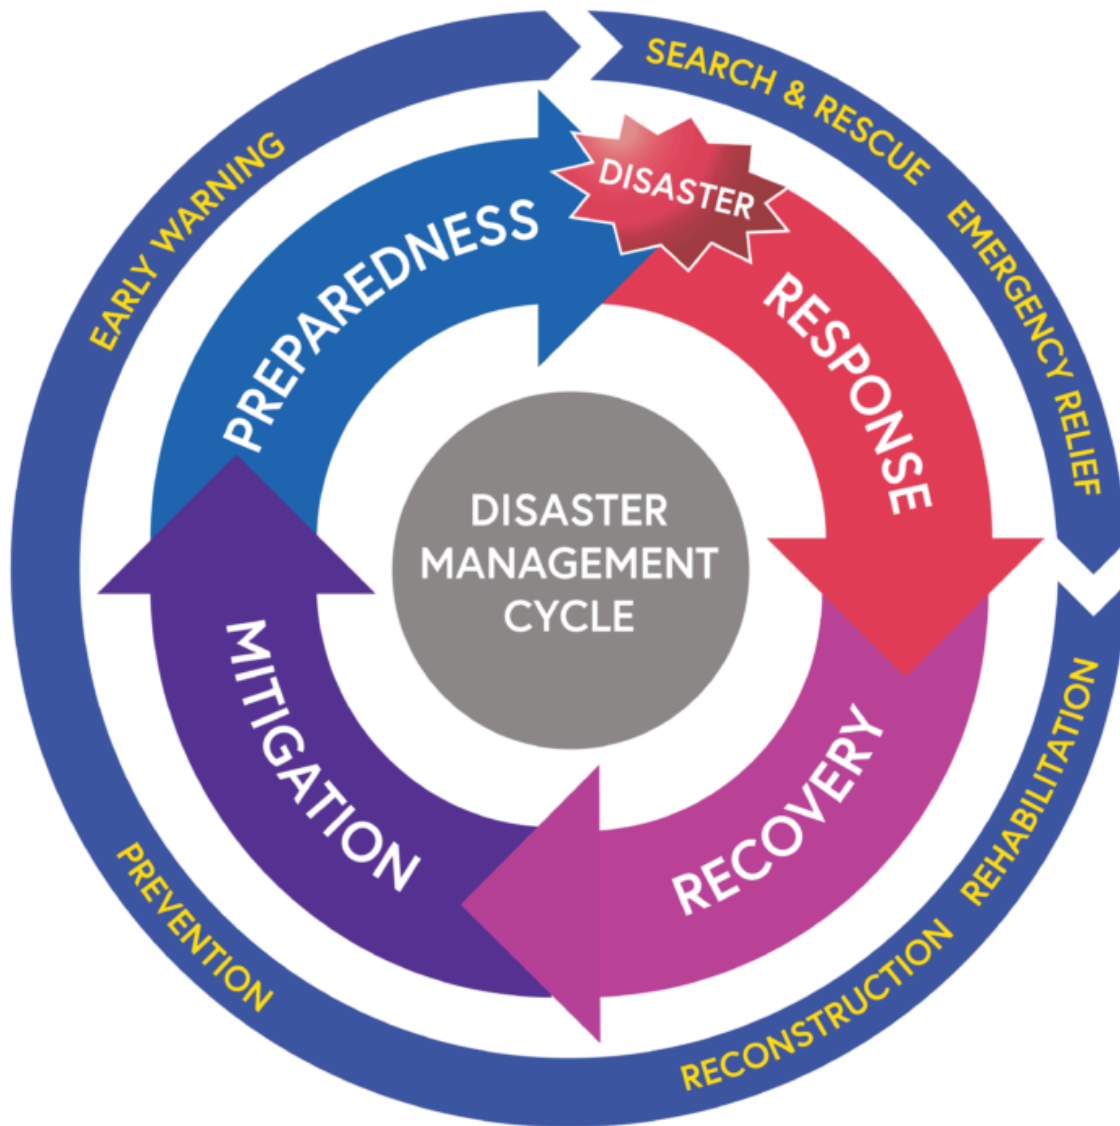 SEARCH & RESCUE
EMERGENCY RELIEF
EARLY WARNING
DISASTER
PREPAREDNESS
RESPONSE
DISASTER
MANAGEMENT
CYCLE
MITIGATION
RECOVERY
REHABILITATION
PREVENTION
RECONSTRUCTION